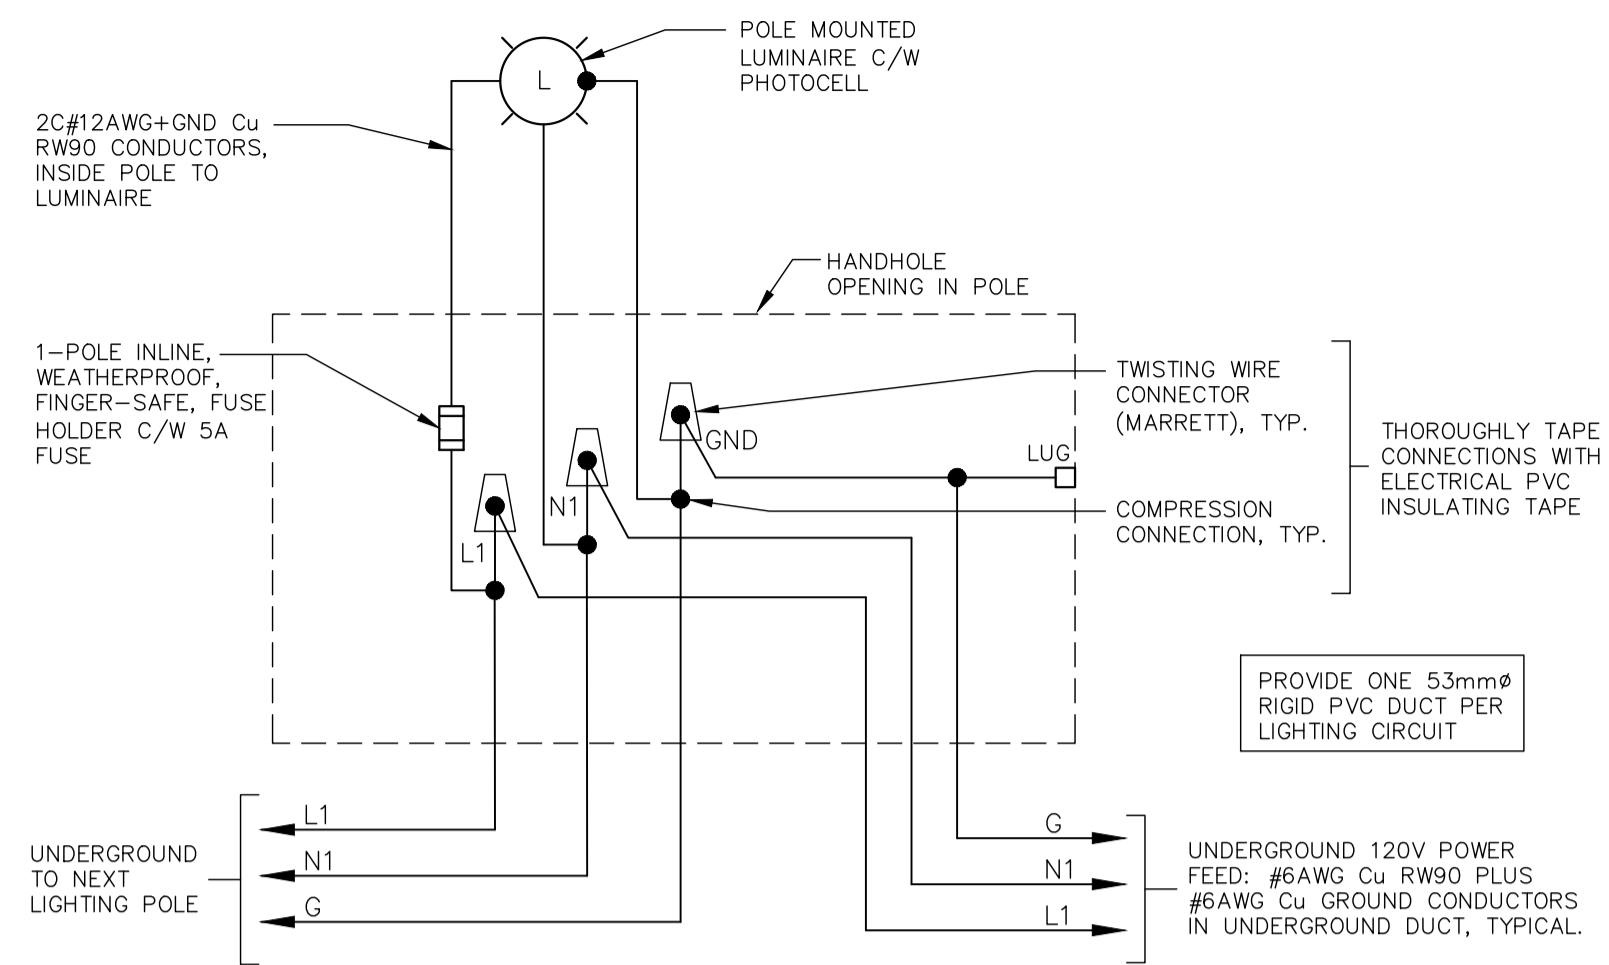 POLE MOUNTED
LUMINAIRE C/W
PHOTOCELL
L
2C#12AWG+GND Cu
RW90 CONDUCTORS,
INSIDE POLE TO
LUMINAIRE
HANDHOLE
OPENING IN POLE
1-POLE INLINE,
WEATHERPROOF,
FINGER-SAFE, FUSE
HOLDER C/W 5A
FUSE
TWISTING WIRE
CONNECTOR
(MARRETT), TYP.
GND
LUG
N1
L1
COMPRESSION
CONNECTION, TYP.
THOROUGHLY TAPE
CONNECTIONS WITH
ELECTRICAL PVC
INSULATING TAPE
PROVIDE ONE 53mmø
RIGID PVC DUCT PER
LIGHTING CIRCUIT
UNDERGROUND
TO NEXT
LIGHTING POLE
L1
N1
G
G
N1
L1
UNDERGROUND 120V POWER
FEED: #6AWG Cu RW90 PLUS
#6AWG Cu GROUND CONDUCTORS
IN UNDERGROUND DUCT, TYPICAL.